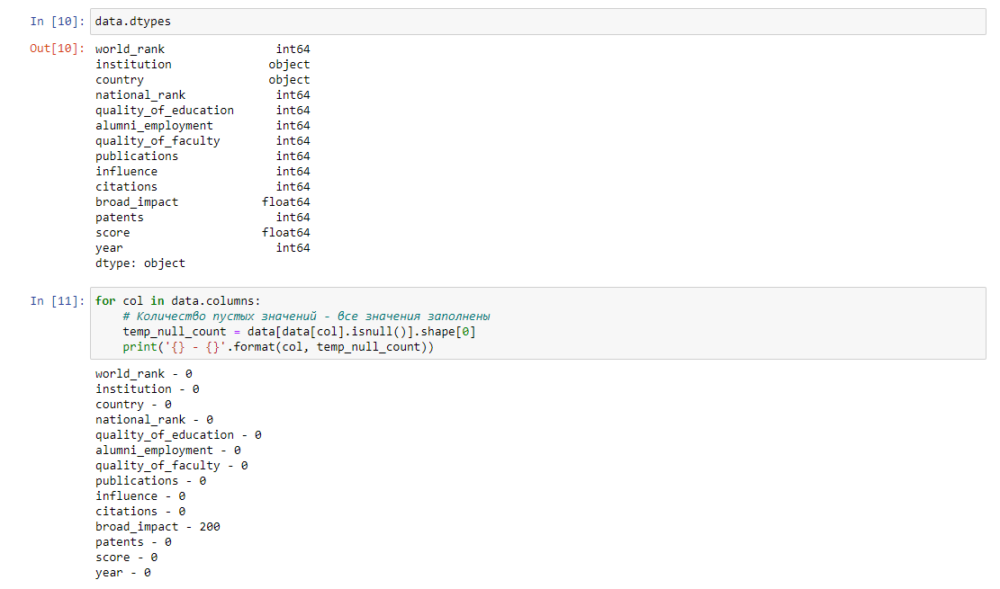 In [10]: data.dtypes
Out[10]: world_rank int64
institution object
country object
national_rank int64
quality_of_education int64
alumni_employment int64
quality_of_faculty int64
publications int64
influence int64
citations int64
broad_impact float64
patents int64
score float64
year int64
dtype: object
In [11]: for col in data.columns:
# Количество пустых значений - все значения заполнены
temp_null_count = data[data[col].isnull()].shape[0]
print('{} - {}'.format(col, temp_null_count))
world_rank - 0
institution - 0
country - 0
national_rank - 0
quality_of_education - 0
alumni_employment - 0
quality_of_faculty - 0
publications - 0
influence - 0
citations - 0
broad_impact - 200
patents - 0
score - 0
year - 0